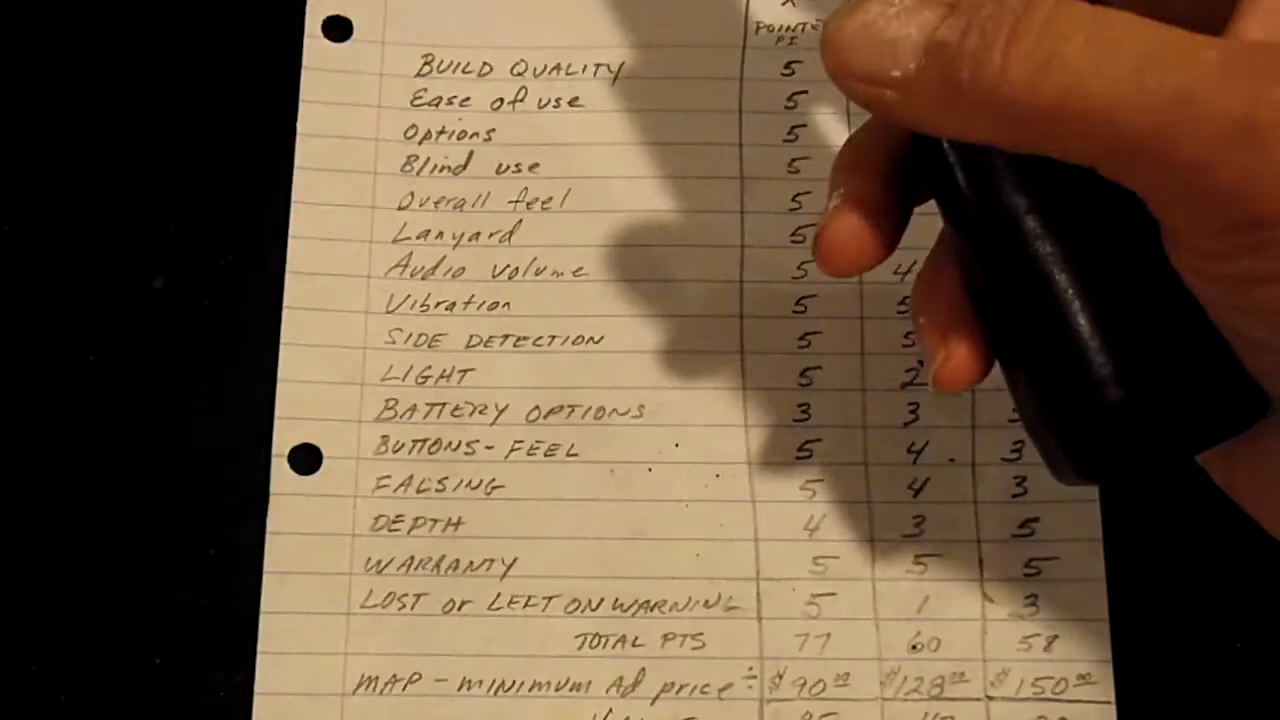 PI
BUILD QUALITY 5
Ease of use 5
Options 5
Blind use 5
Overall feel 5
Lanyard 5
Audio volume 5 4
Vibration 5 5
SIDE DETECTION 5 5
LIGHT 5 2
BATTERY OPTIONS 3 3
BUTTONS-FEEL 5 4 3
FALSING 5 4 3
DEPTH 4 3 5
WARRANTY 5 5 5
LOST or LEFT ON WARNING 5 1 3
TOTAL PTS 77 60 58
MAP-MINIMUM Ad price ÷ $90.00 $128.00 $150.00